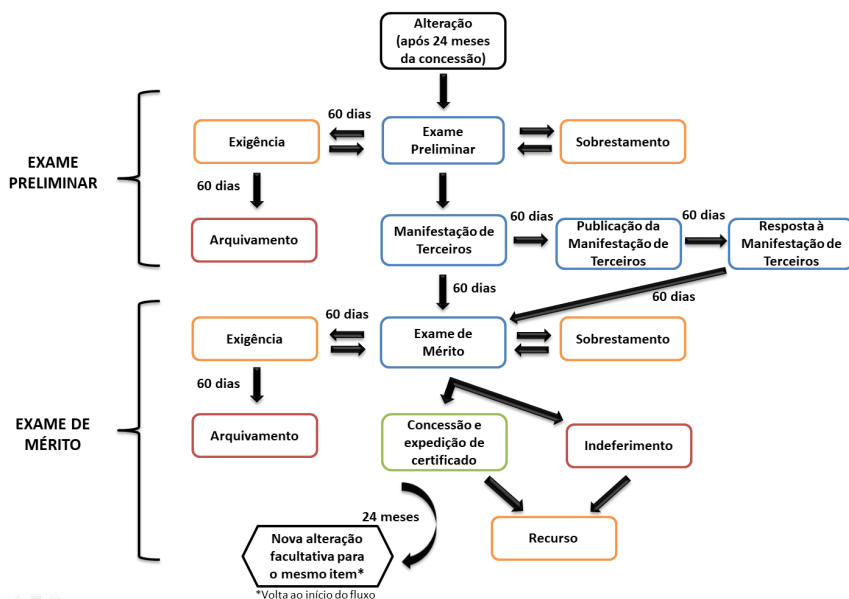 Alteração
(após 24 meses
da concessão)
EXAME
PRELIMINAR
Exigência
60 dias
Exame
Preliminar
Sobrestamento
60 dias
Arquivamento
Manifestação de
Terceiros
60 dias
Publicação da
Manifestação de
Terceiros
60 dias
Resposta à
Manifestação de
Terceiros
60 dias
60 dias
EXAME DE
MÉRITO
Exigência
60 dias
Exame de
Mérito
Sobrestamento
60 dias
Arquivamento
Concessão e
expedição de
certificado
Indeferimento
24 meses
Recurso
Nova alteração
facultativa para
o mesmo item*
*Volta ao início do fluxo